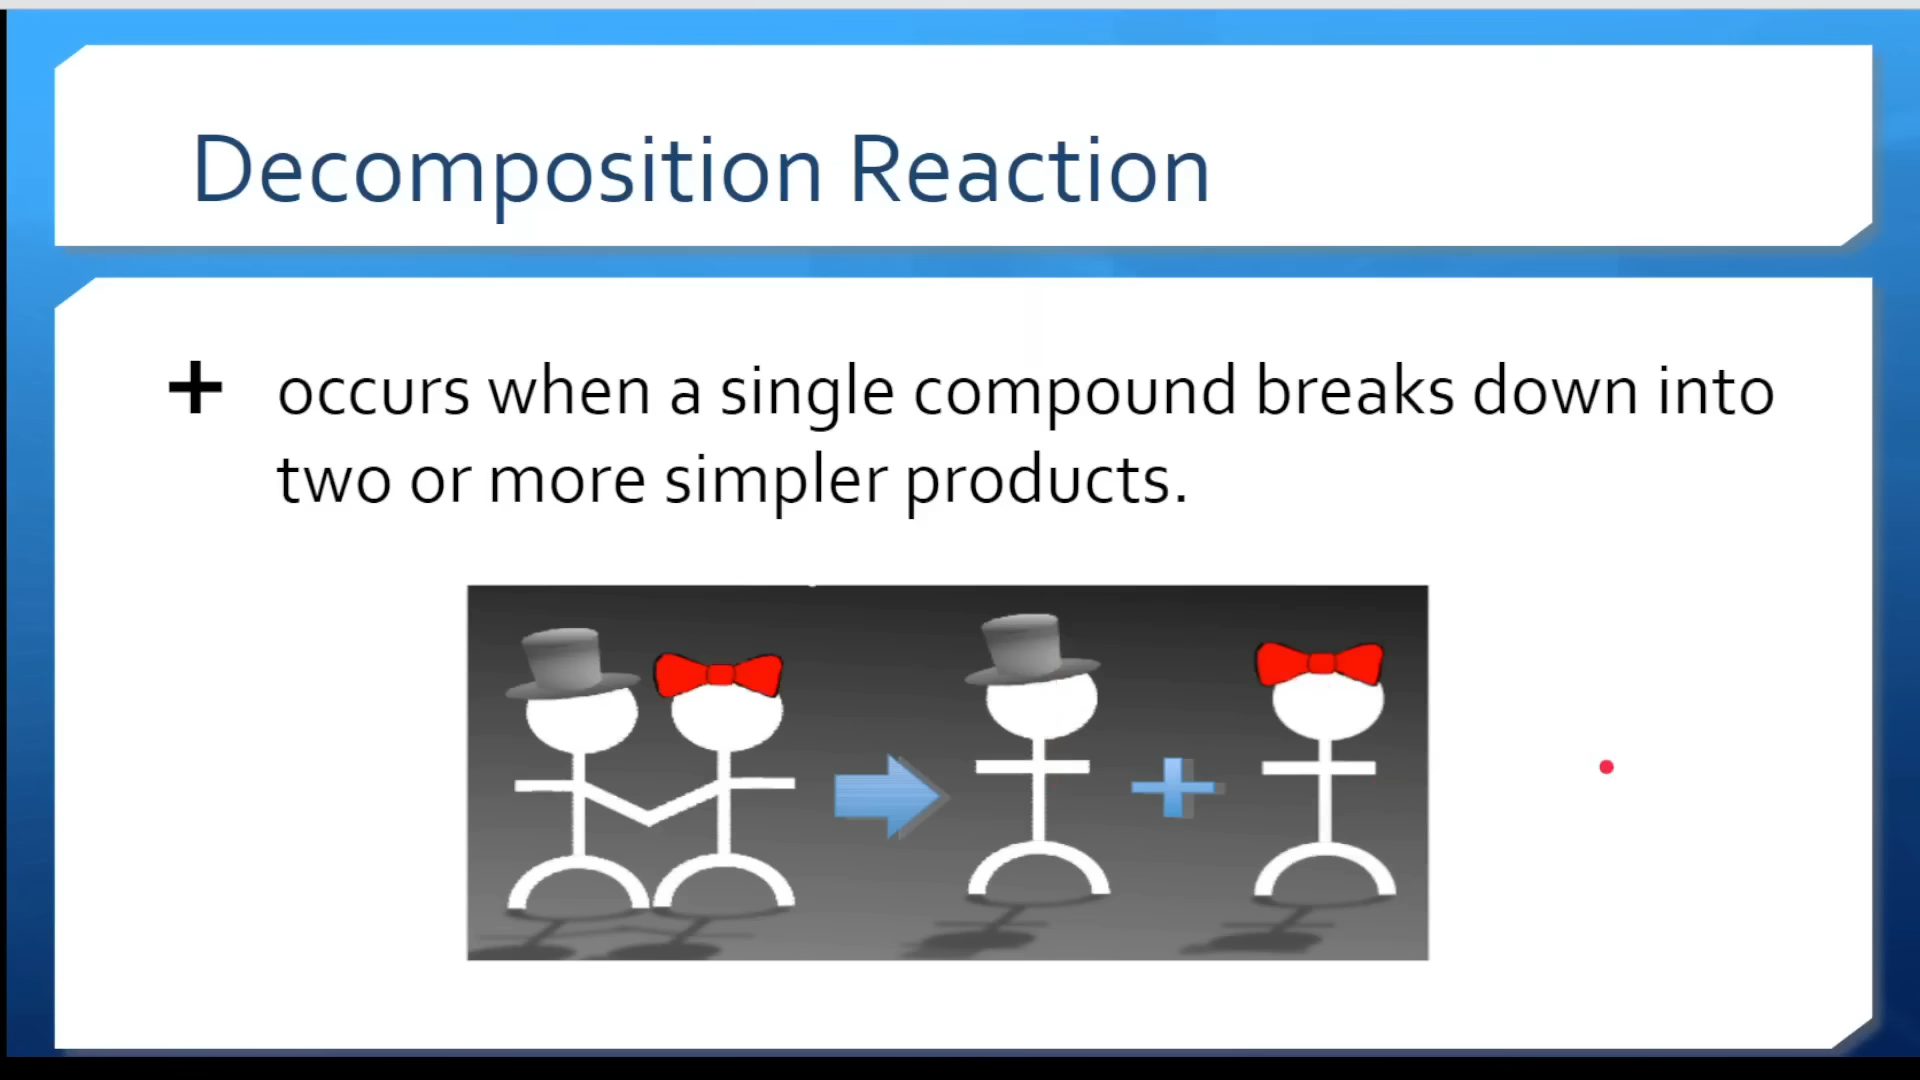 Decomposition Reaction
+ occurs when a single compound breaks down into
two or more simpler products.
+